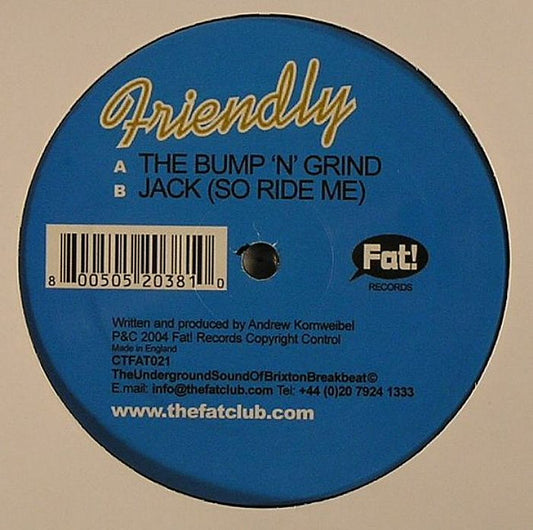 Friendly
A THE BUMP 'N' GRIND
B JACK (SO RIDE ME)
8 00505 20381 0
Fat!
RECORDS
Written and produced by Andrew Kornweibel
P&C 2004 Fat! Records Copyright Control
Made in England
CTFAT021
TheUndergroundSoundOfBrixtonBreakbeat©
E.mail: info@thefatclub.com Tel: +44 (0)20 7924 1333
www.thefatclub.com